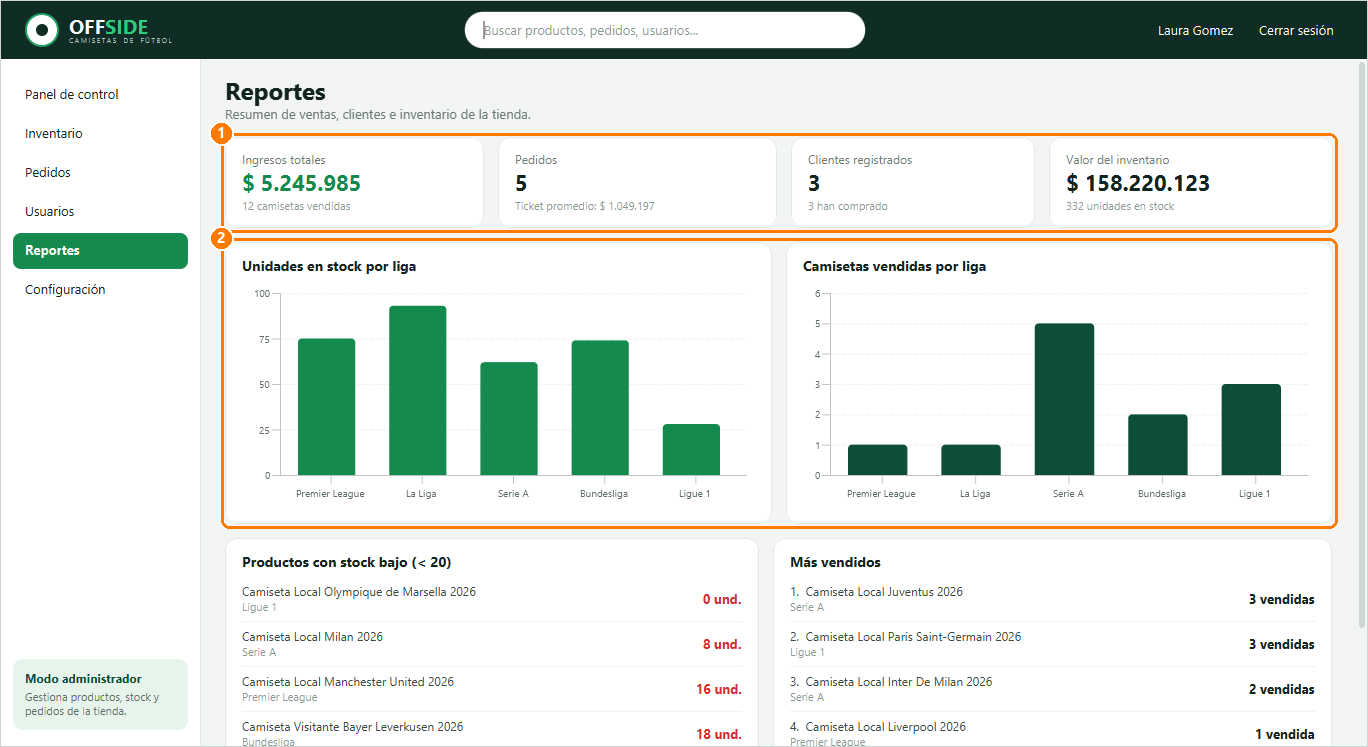 OFFSIDE
CAMISETAS DE FÚTBOL
Buscar productos, pedidos, usuarios...
Laura Gomez
Cerrar sesión
Panel de control
Inventario
Pedidos
Usuarios
Reportes
Configuración
Modo administrador
Gestiona productos, stock y
pedidos de la tienda.
Reportes
Resumen de ventas, clientes e inventario de la tienda.
1
Ingresos totales
$ 5.245.985
12 camisetas vendidas
Pedidos
5
Ticket promedio: $ 1.049.197
Clientes registrados
3
3 han comprado
Valor del inventario
$ 158.220.123
332 unidades en stock
2
Unidades en stock por liga
100
75
50
25
0
Premier League
La Liga
Serie A
Bundesliga
Ligue 1
Camisetas vendidas por liga
6
5
4
3
2
1
0
Premier League
La Liga
Serie A
Bundesliga
Ligue 1
Productos con stock bajo (< 20)
Camiseta Local Olympique de Marsella 2026
Ligue 1
0 und.
Camiseta Local Milan 2026
Serie A
8 und.
Camiseta Local Manchester United 2026
Premier League
16 und.
Camiseta Visitante Bayer Leverkusen 2026
Bundesliga
18 und.
Más vendidos
1. Camiseta Local Juventus 2026
Serie A
3 vendidas
2. Camiseta Local Paris Saint-Germain 2026
Ligue 1
3 vendidas
3. Camiseta Local Inter De Milan 2026
Serie A
2 vendidas
4. Camiseta Local Liverpool 2026
Premier League
1 vendida